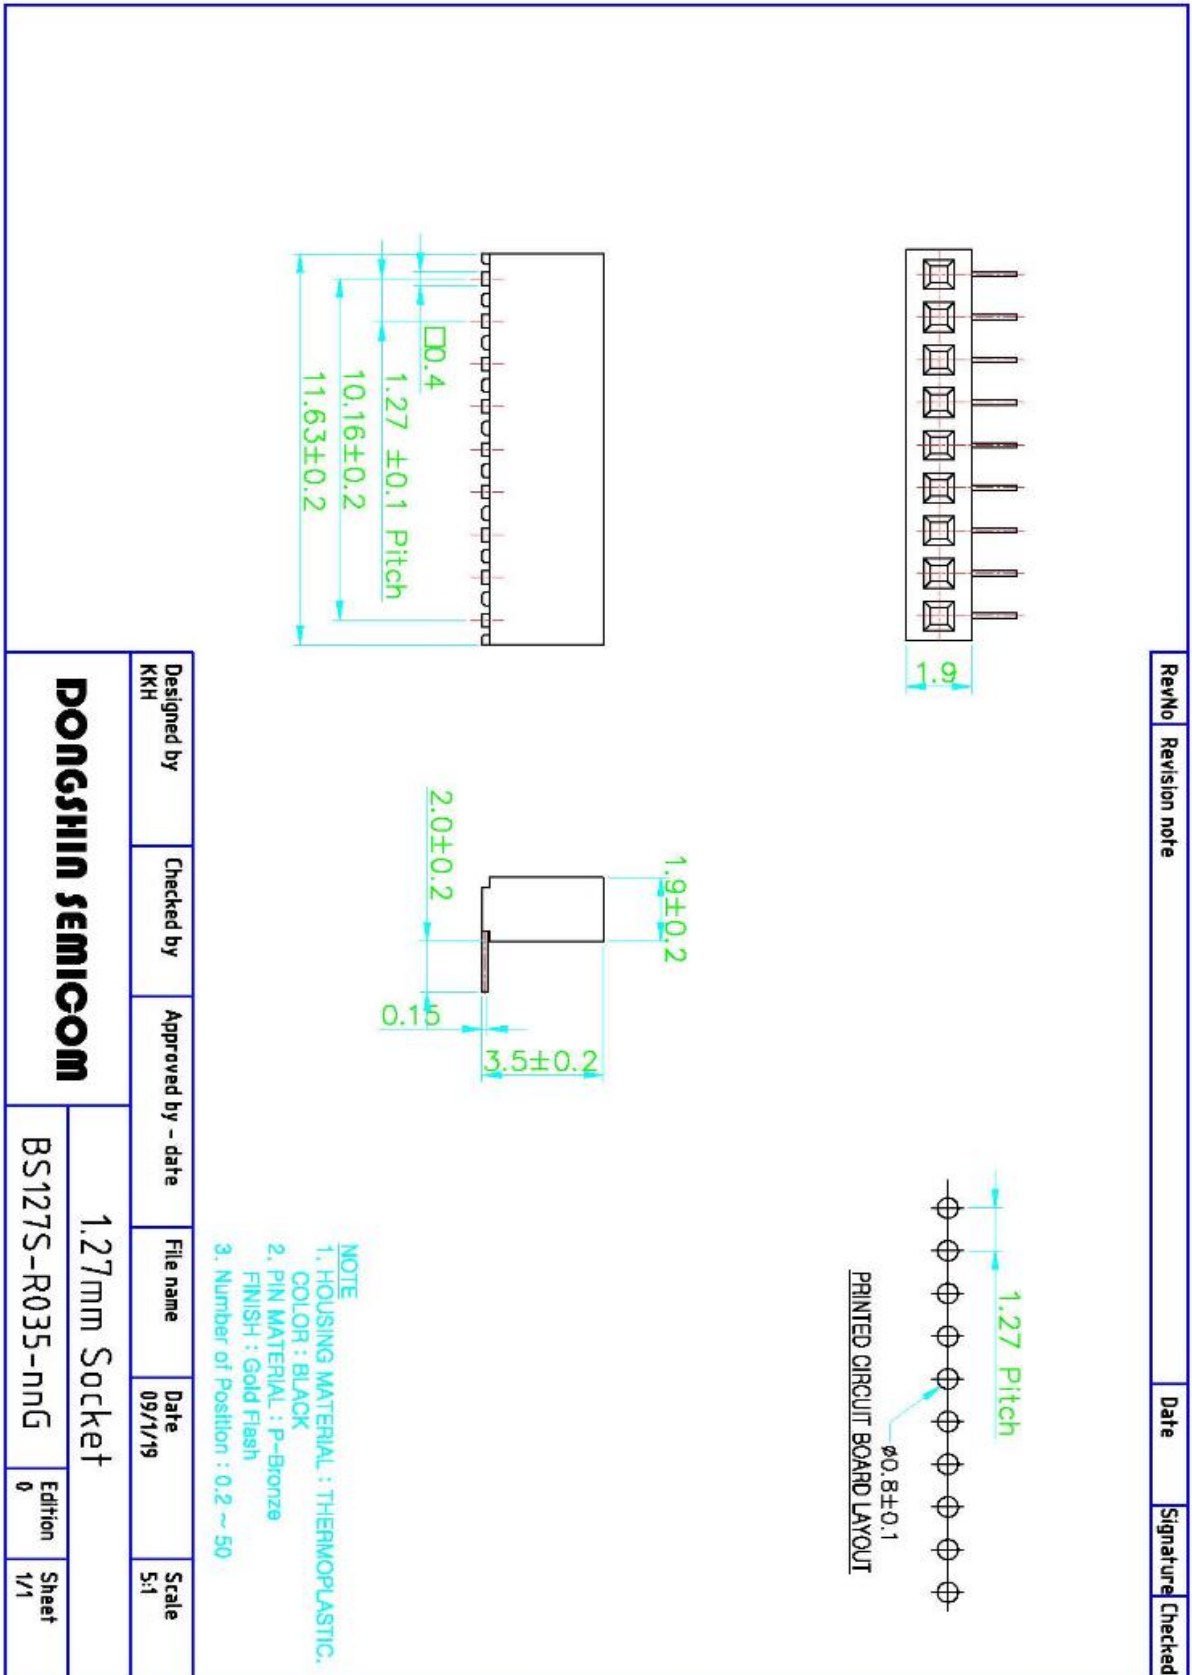 RevNo Revision note Date Signature Checked
1.9
1.27 Pitch
Ø0.8±0.1
PRINTED CIRCUIT BOARD LAYOUT
1.9±0.2
3.5±0.2
2.0±0.2
0.15
□0.4
1.27 ±0.1 Pitch
10.16±0.2
11.63±0.2
NOTE
1. HOUSING MATERIAL : THERMOPLASTIC.
COLOR : BLACK
2. PIN MATERIAL : P-Bronze
FINISH : Gold Flash
3. Number of Position : 0.2 ~ 50
Designed by Checked by Approved by - date File name Date Scale
KKH 09/1/19 5:1
DONGSHIN SEMICOM
1.27mm Socket
BS127S-R035-nnG
Edition Sheet
0 1/1